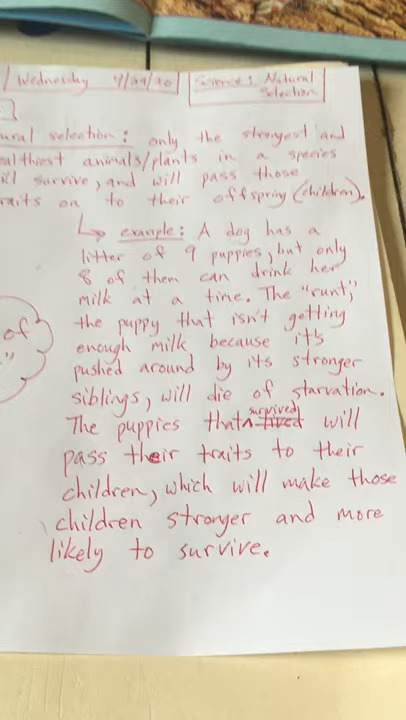 Wednesday 4/29/20 Science: Natural Selection
ural selection: only the strongest and
althiest animals/plants in a species
ill survive, and will pass those
raits on to their offspring (children).
↳ example: A dog has a
litter of 9 puppies, but only
8 of them can drink her
milk at a time. The "runt",
the puppy that isn't getting
enough milk because it's
pushed around by its stronger
siblings, will die of starvation.
The puppies that survived will
pass their traits to their
children, which will make those
children stronger and more
likely to survive.
of
"